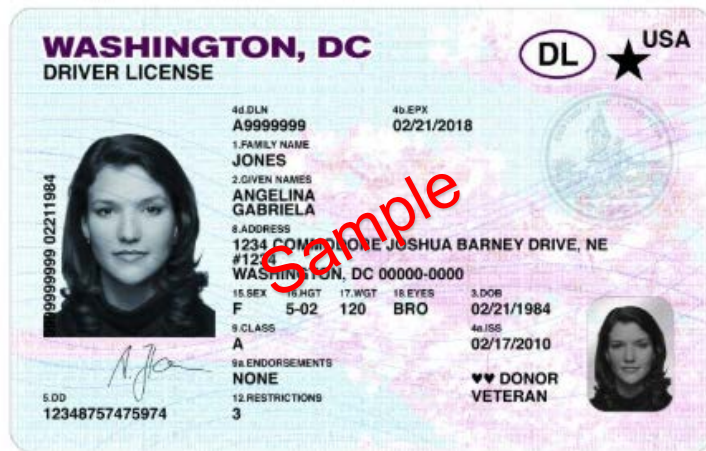 WASHINGTON, DC
DRIVER LICENSE
DL
USA
4d.DLN
A9999999
4b.EPX
02/21/2018
1.FAMILY NAME
JONES
2.GIVEN NAMES
ANGELINA
GABRIELA
8.ADDRESS
1234 COMMODORE JOSHUA BARNEY DRIVE, NE
#1234
WASHINGTON, DC 00000-0000
Sample
15.SEX 16.HGT 17.WGT 18.EYES 3.DOB
F 5-02 120 BRO 02/21/1984
9.CLASS 4a.ISS
A 02/17/2010
9a.ENDORSEMENTS
NONE
♥♥ DONOR
VETERAN
5.DD
12348757475974
12.RESTRICTIONS
3
02211984